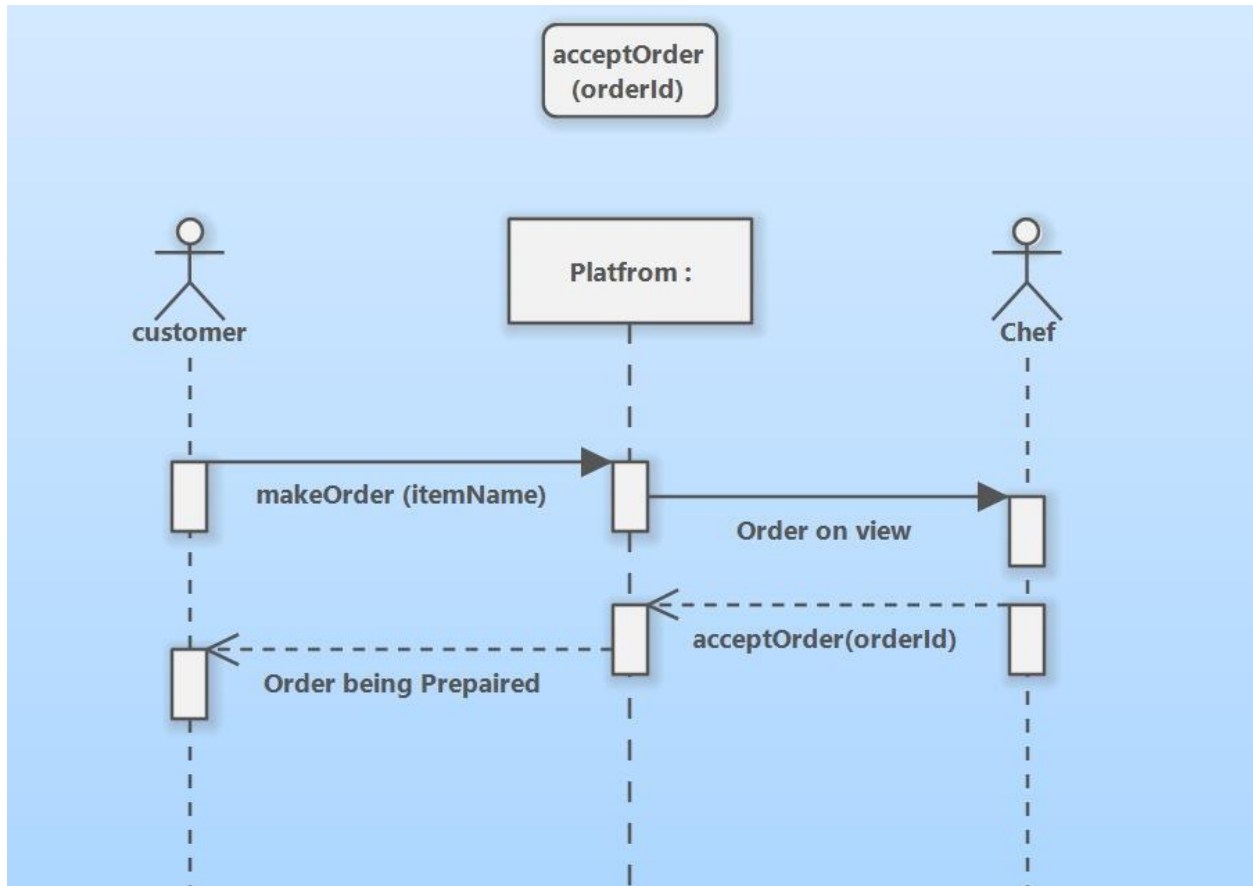 acceptOrder
(orderId)
Platfrom :
customer
Chef
makeOrder (itemName)
Order on view
acceptOrder(orderId)
Order being Prepaired